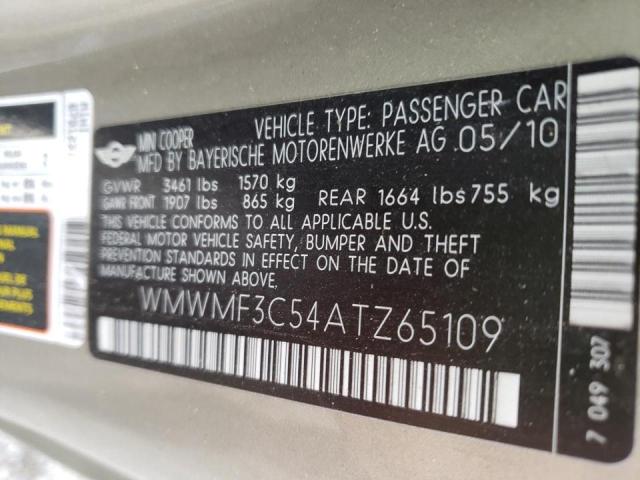 MINI COOPER VEHICLE TYPE: PASSENGER CAR
MFD BY BAYERISCHE MOTORENWERKE AG 05/10
GVWR 3461 lbs 1570 kg
GAWR FRONT 1907 lbs 865 kg REAR 1664 lbs 755 kg
THIS VEHICLE CONFORMS TO ALL APPLICABLE U.S.
FEDERAL MOTOR VEHICLE SAFETY, BUMPER AND THEFT
PREVENTION STANDARDS IN EFFECT ON THE DATE OF
MANUFACTURE SHOWN ABOVE.
WMWMF3C54ATZ65109
7 049 307